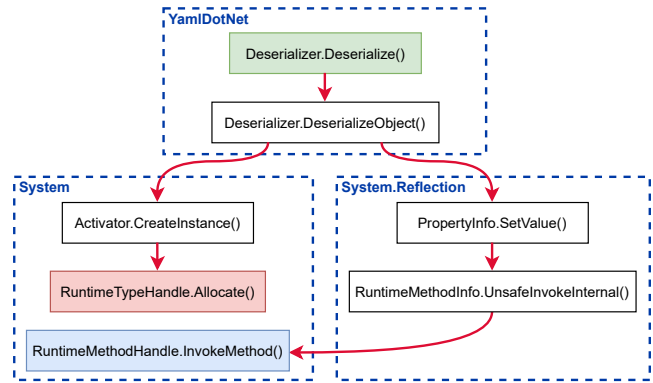 YamlDotNet
Deserializer.Deserialize()
Deserializer.DeserializeObject()
System
System.Reflection
Activator.CreateInstance()
PropertyInfo.SetValue()
RuntimeTypeHandle.Allocate()
RuntimeMethodInfo.UnsafeInvokeInternal()
RuntimeMethodHandle.InvokeMethod()